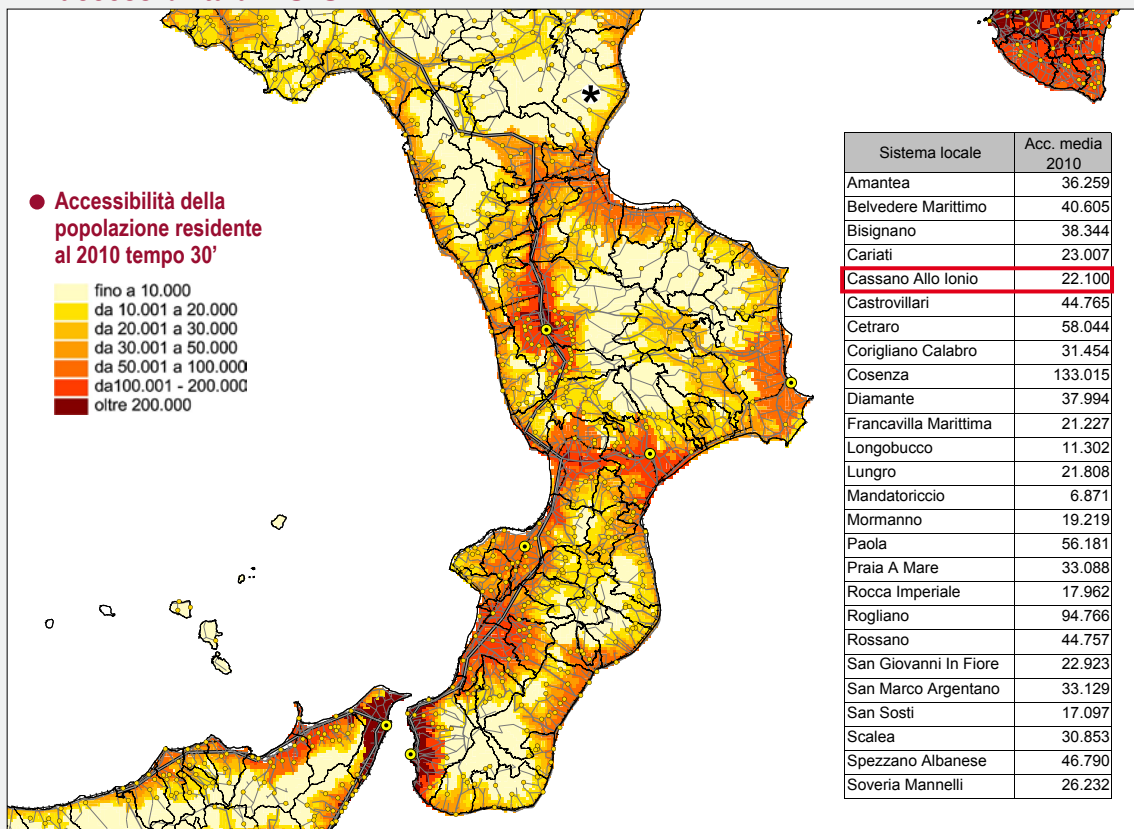 ● Accessibilità della
popolazione residente
al 2010 tempo 30'
fino a 10.000
da 10.001 a 20.000
da 20.001 a 30.000
da 30.001 a 50.000
da 50.001 a 100.000
da100.001 - 200.000
oltre 200.000
*
Sistema locale Acc. media 2010
Amantea 36.259
Belvedere Marittimo 40.605
Bisignano 38.344
Cariati 23.007
Cassano Allo Ionio 22.100
Castrovillari 44.765
Cetraro 58.044
Corigliano Calabro 31.454
Cosenza 133.015
Diamante 37.994
Francavilla Marittima 21.227
Longobucco 11.302
Lungro 21.808
Mandatoriccio 6.871
Mormanno 19.219
Paola 56.181
Praia A Mare 33.088
Rocca Imperiale 17.962
Rogliano 94.766
Rossano 44.757
San Giovanni In Fiore 22.923
San Marco Argentano 33.129
San Sosti 17.097
Scalea 30.853
Spezzano Albanese 46.790
Soveria Mannelli 26.232